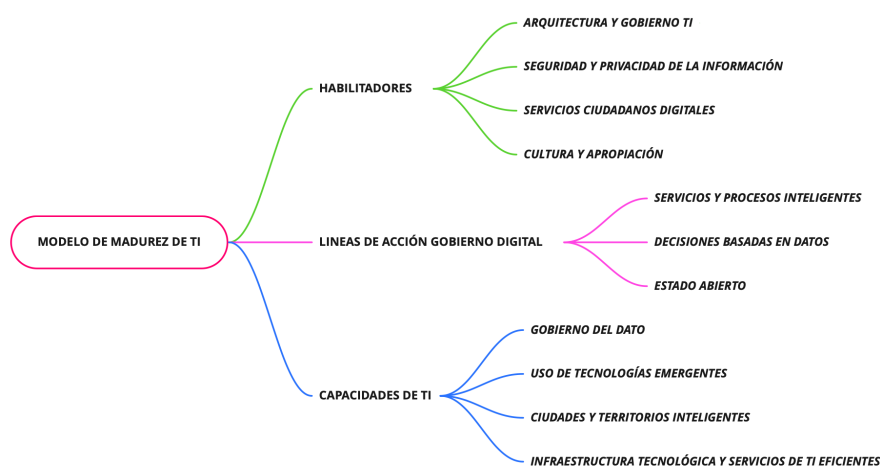 MODELO DE MADUREZ DE TI
HABILITADORES
ARQUITECTURA Y GOBIERNO TI
SEGURIDAD Y PRIVACIDAD DE LA INFORMACIÓN
SERVICIOS CIUDADANOS DIGITALES
CULTURA Y APROPIACIÓN
LINEAS DE ACCIÓN GOBIERNO DIGITAL
SERVICIOS Y PROCESOS INTELIGENTES
DECISIONES BASADAS EN DATOS
ESTADO ABIERTO
CAPACIDADES DE TI
GOBIERNO DEL DATO
USO DE TECNOLOGÍAS EMERGENTES
CIUDADES Y TERRITORIOS INTELIGENTES
INFRAESTRUCTURA TECNOLÓGICA Y SERVICIOS DE TI EFICIENTES